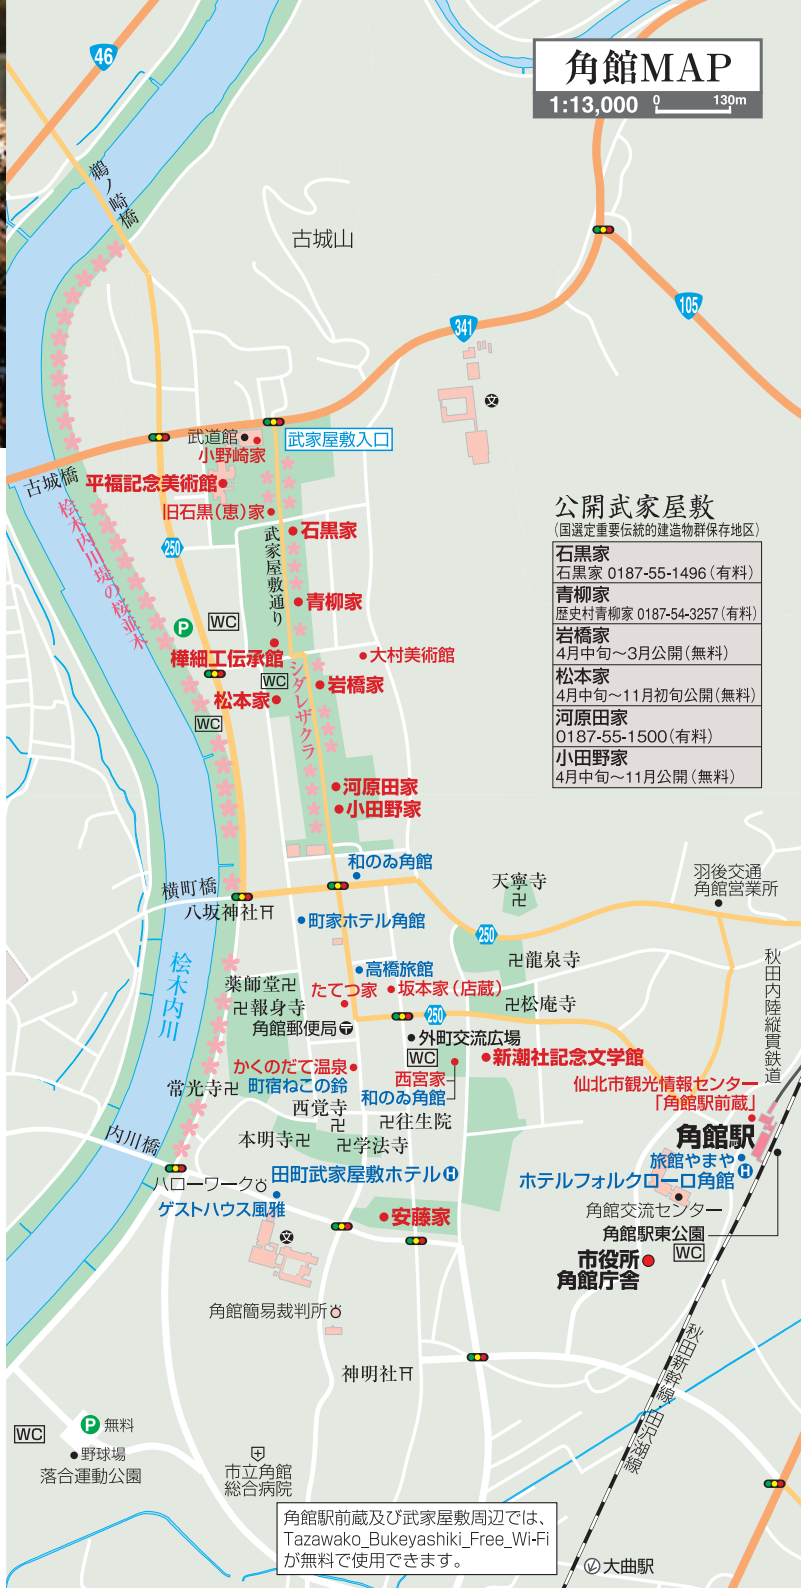 角館MAP
1:13,000 0 130m
46
鵜ノ崎橋
古城山
341
105
武道館
小野崎家
武家屋敷入口
古城橋
平福記念美術館
旧石黒(恵)家
桧木内川堤の桜並木
250
武家屋敷通り
石黒家
青柳家
P
WC
樺細工伝承館
大村美術館
WC
松本家
岩橋家
シダレザクラ
WC
河原田家
小田野家
公開武家屋敷
(国選定重要伝統的建造物群保存地区)
石黒家
石黒家 0187-55-1496(有料)
青柳家
歴史村青柳家 0187-54-3257(有料)
岩橋家
4月中旬〜3月公開(無料)
松本家
4月中旬〜11月初旬公開(無料)
河原田家
0187-55-1500(有料)
小田野家
4月中旬〜11月公開(無料)
和のゐ角館
横町橋
八坂神社
町家ホテル角館
天寧寺
羽後交通
角館営業所
250
桧木内川
高橋旅館
龍泉寺
秋田内陸縦貫鉄道
薬師堂
たてつ家
坂本家(店蔵)
報身寺
松庵寺
角館郵便局
250
外町交流広場
WC
新潮社記念文学館
かくのだて温泉
町宿ねこの鈴
西宮家
和のゐ角館
常光寺
西覚寺
往生院
仙北市観光情報センター
「角館駅前蔵」
内川橋
本明寺
学法寺
角館駅
旅館やまや
ホテルフォルクローロ角館
H
ハローワーク
田町武家屋敷ホテル H
ゲストハウス風雅
安藤家
角館交流センター
角館駅東公園
WC
市役所
角館庁舎
文
文
角館簡易裁判所
神明社
秋田新幹線・田沢湖線
WC
P 無料
野球場
落合運動公園
市立角館
総合病院
角館駅前蔵及び武家屋敷周辺では、
Tazawako_Bukeyashiki_Free_Wi-Fi
が無料で使用できます。
大曲駅